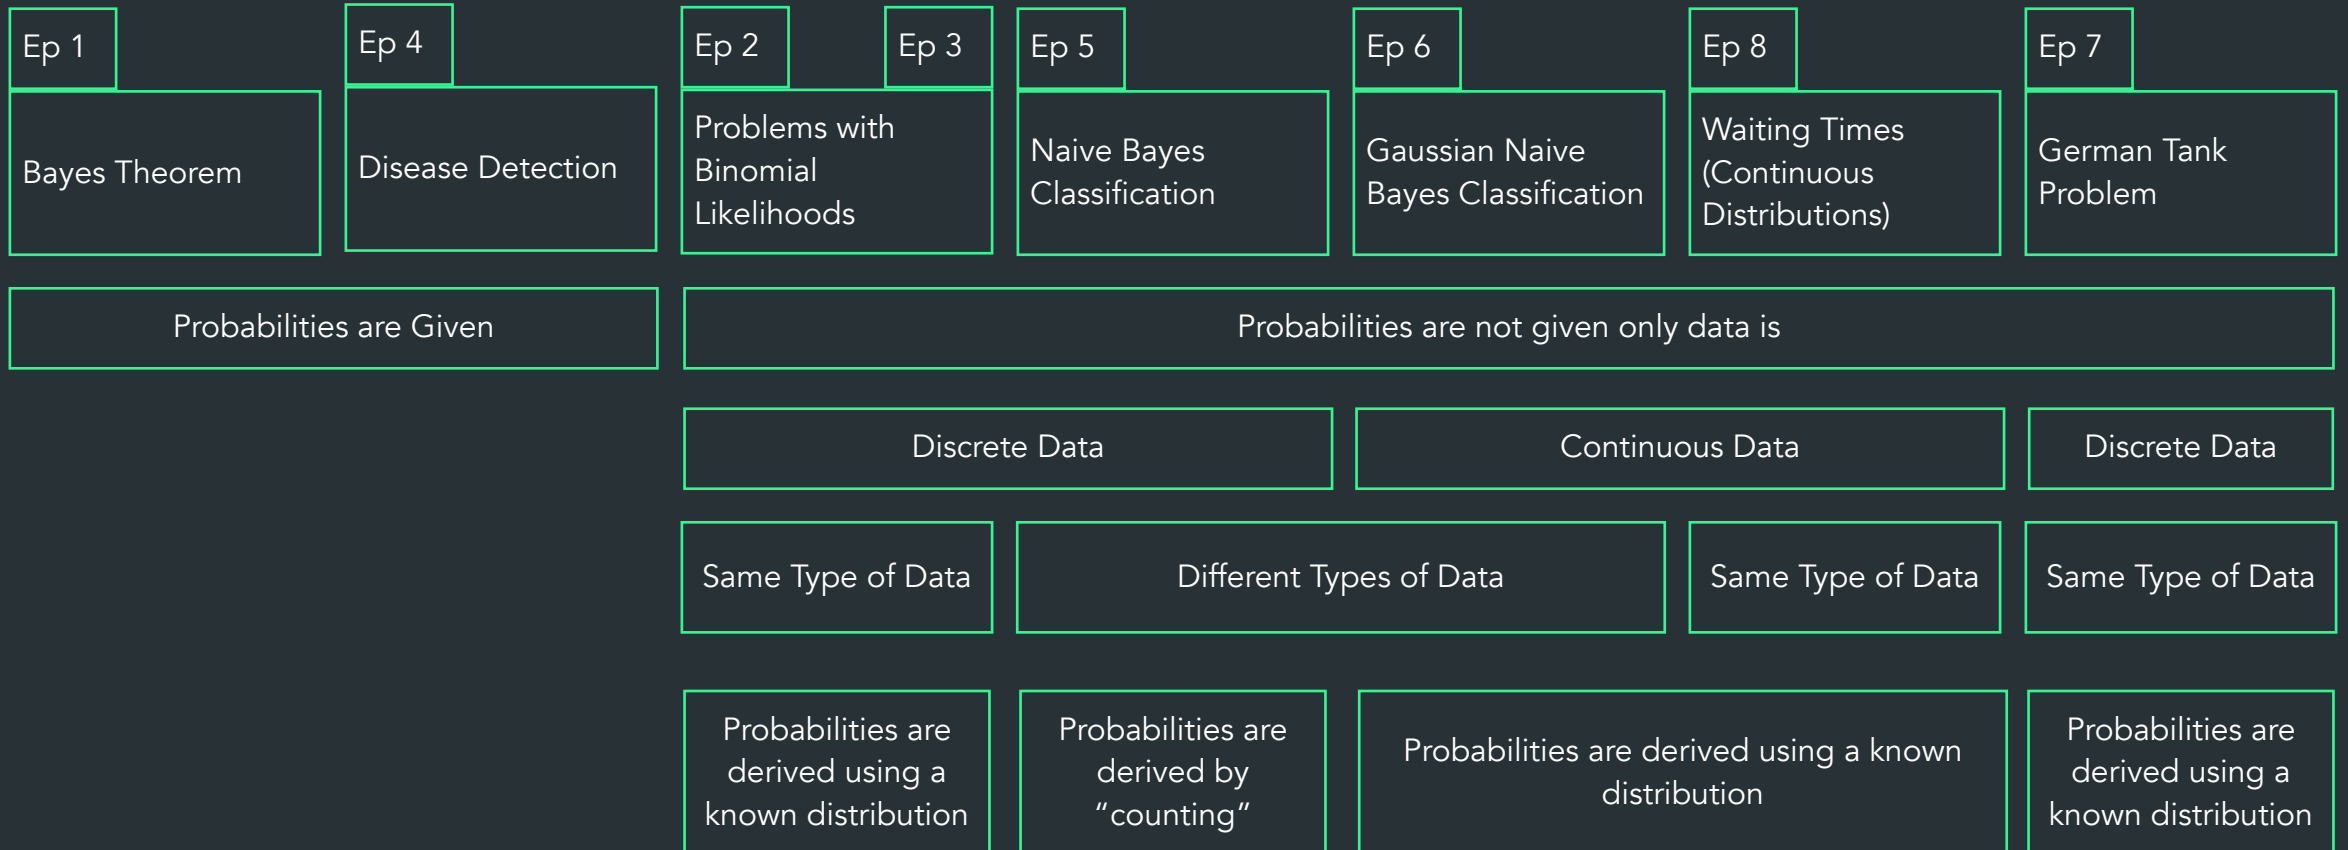 Ep 1
Ep 4
Ep 2
Ep 3
Ep 5
Ep 6
Ep 8
Ep 7
Bayes Theorem
Disease Detection
Problems with
Binomial
Likelihoods
Naive Bayes
Classification
Gaussian Naive
Bayes Classification
Waiting Times
(Continuous
Distributions)
German Tank
Problem
Probabilities are Given
Probabilities are not given only data is
Discrete Data
Continuous Data
Discrete Data
Same Type of Data
Different Types of Data
Same Type of Data
Same Type of Data
Probabilities are
derived using a
known distribution
Probabilities are
derived by
“counting”
Probabilities are derived using a known
distribution
Probabilities are
derived using a
known distribution